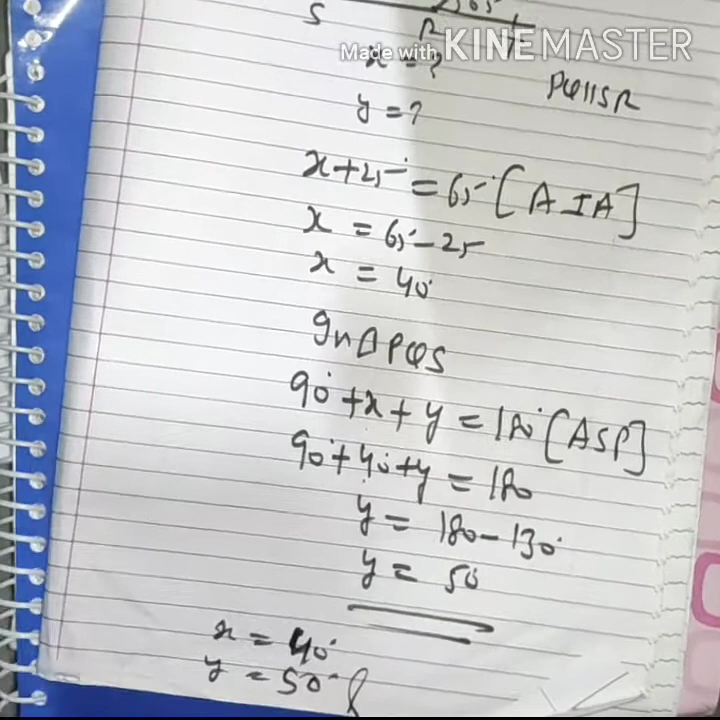 S
R
Made with KINEMASTER
x = ?
PQ||SR
y = ?
x + 25° = 65° [AIA]
x = 65° - 25
x = 40°
In △PQS
90° + x + y = 180° [ASP]
90° + 40° + y = 180
y = 180 - 130°
y = 50
x = 40°
y = 50°